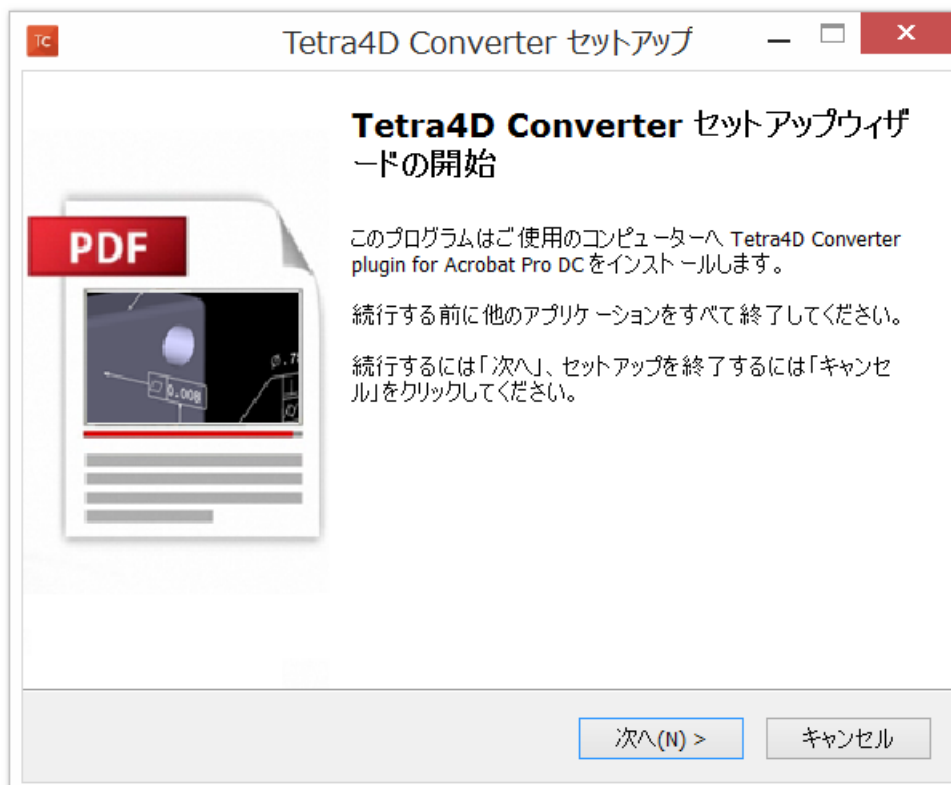 TC
Tetra4D Converter セットアップ
Tetra4D Converter セットアップウィザ
ードの開始
PDF
このプログラムはご使用のコンピューターへ Tetra4D Converter
plugin for Acrobat Pro DCをインストールします。
続行する前に他のアプリケーションをすべて終了してください。
続行するには「次へ」、セットアップを終了するには「キャンセ
ル」をクリックしてください。
0.008
次へ(N) >
キャンセル